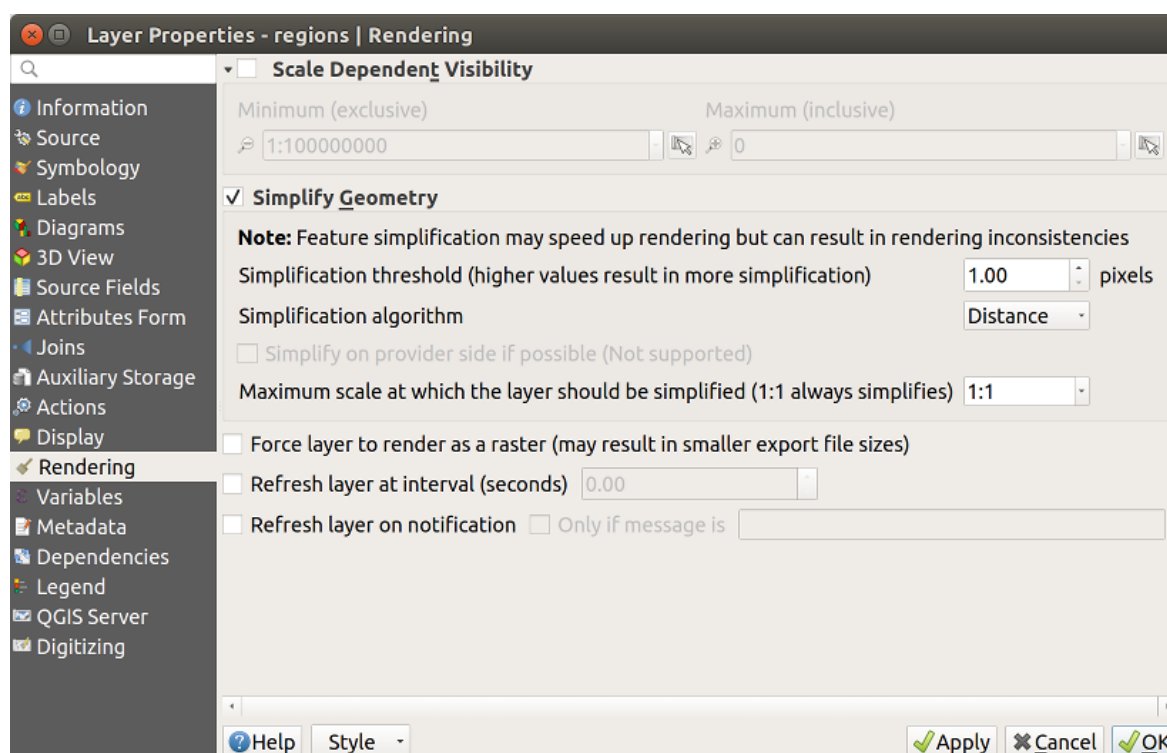 Layer Properties - regions | Rendering
Information
Source
Symbology
Labels
Diagrams
3D View
Source Fields
Attributes Form
Joins
Auxiliary Storage
Actions
Display
Rendering
Variables
Metadata
Dependencies
Legend
QGIS Server
Digitizing
Scale Dependent Visibility
Minimum (exclusive) Maximum (inclusive)
1:100000000 0
Simplify Geometry
Note: Feature simplification may speed up rendering but can result in rendering inconsistencies
Simplification threshold (higher values result in more simplification) 1.00 pixels
Simplification algorithm Distance
Simplify on provider side if possible (Not supported)
Maximum scale at which the layer should be simplified (1:1 always simplifies) 1:1
Force layer to render as a raster (may result in smaller export file sizes)
Refresh layer at interval (seconds) 0.00
Refresh layer on notification Only if message is
Help Style Apply Cancel OK